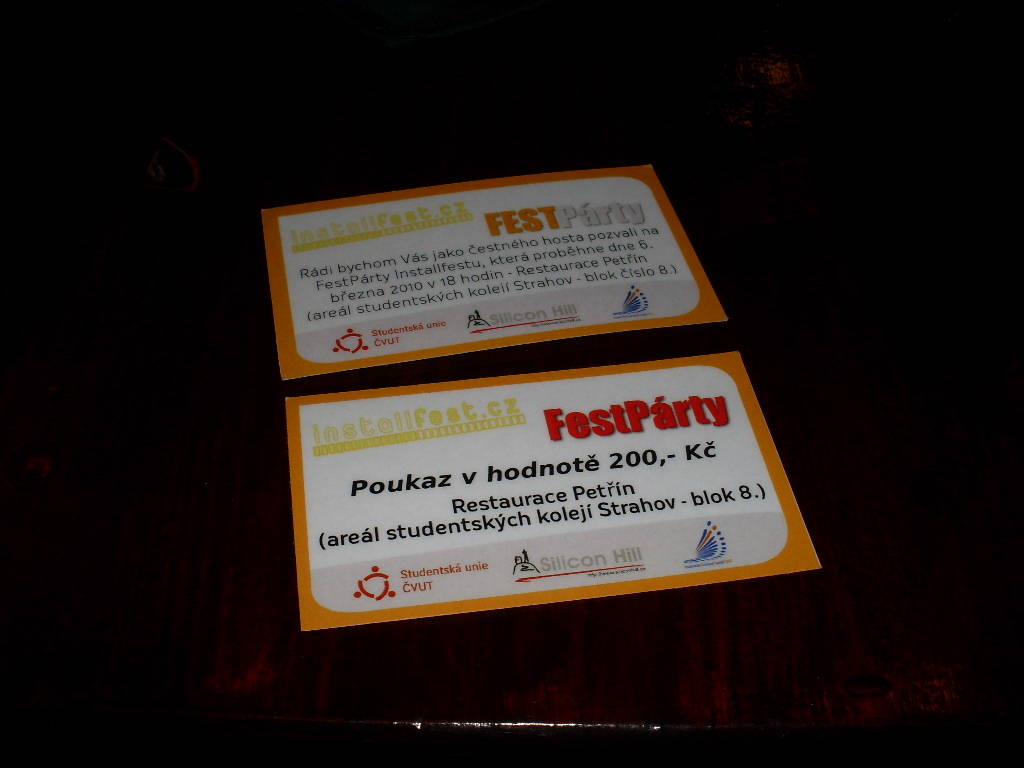 installfest.cz
FESTPárty
Rádi bychom Vás jako čestného hosta pozvali na
FestPárty Installfestu, která proběhne dne 6.
března 2010 v 18 hodin - Restaurace Petřín
(areál studentských kolejí Strahov - blok číslo 8.)
Studentská unie
ČVUT
Silicon Hill
installfest.cz
FestPárty
Poukaz v hodnotě 200,- Kč
Restaurace Petřín
(areál studentských kolejí Strahov - blok 8.)
Studentská unie
ČVUT
Silicon Hill